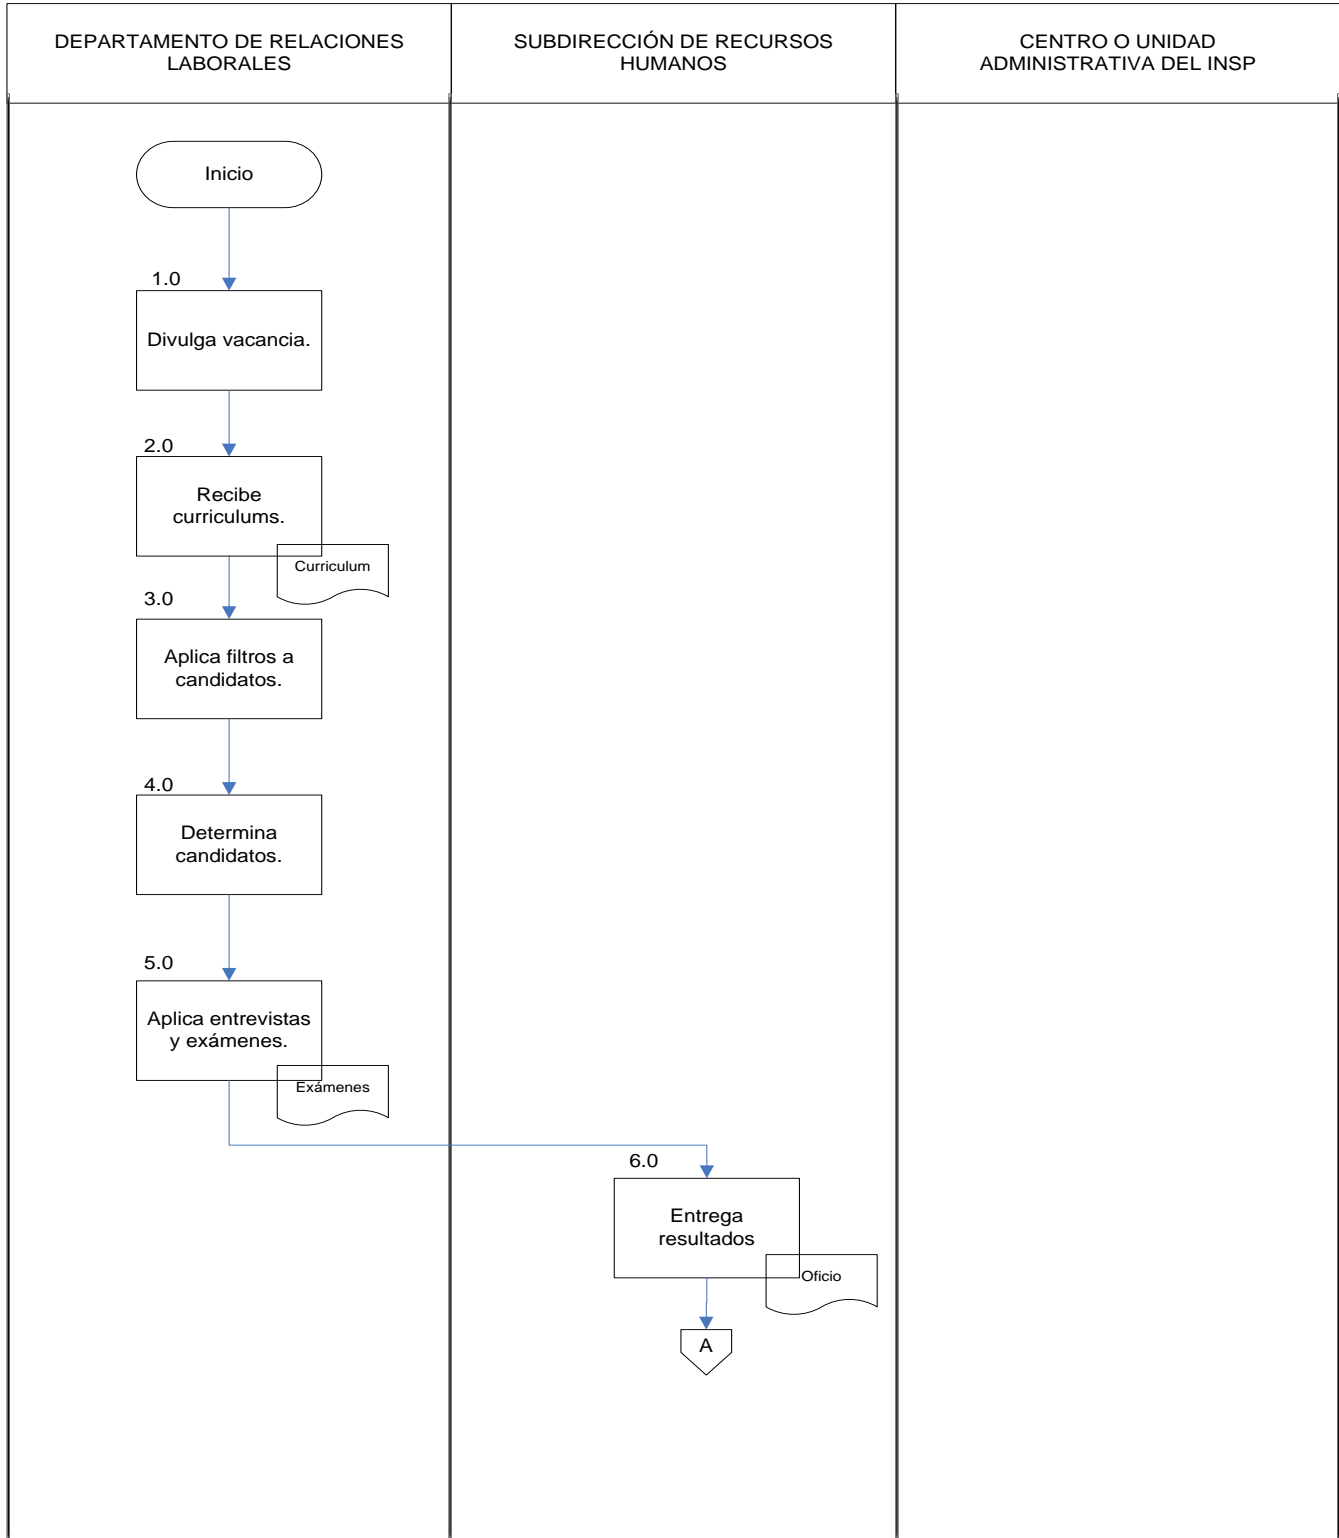 DEPARTAMENTO DE RELACIONES
LABORALES
SUBDIRECCIÓN DE RECURSOS
HUMANOS
CENTRO O UNIDAD
ADMINISTRATIVA DEL INSP
Inicio
1.0
Divulga vacancia.
2.0
Recibe
curriculums.
Curriculum
3.0
Aplica filtros a
candidatos.
4.0
Determina
candidatos.
5.0
Aplica entrevistas
y exámenes.
Exámenes
6.0
Entrega
resultados
Oficio
A